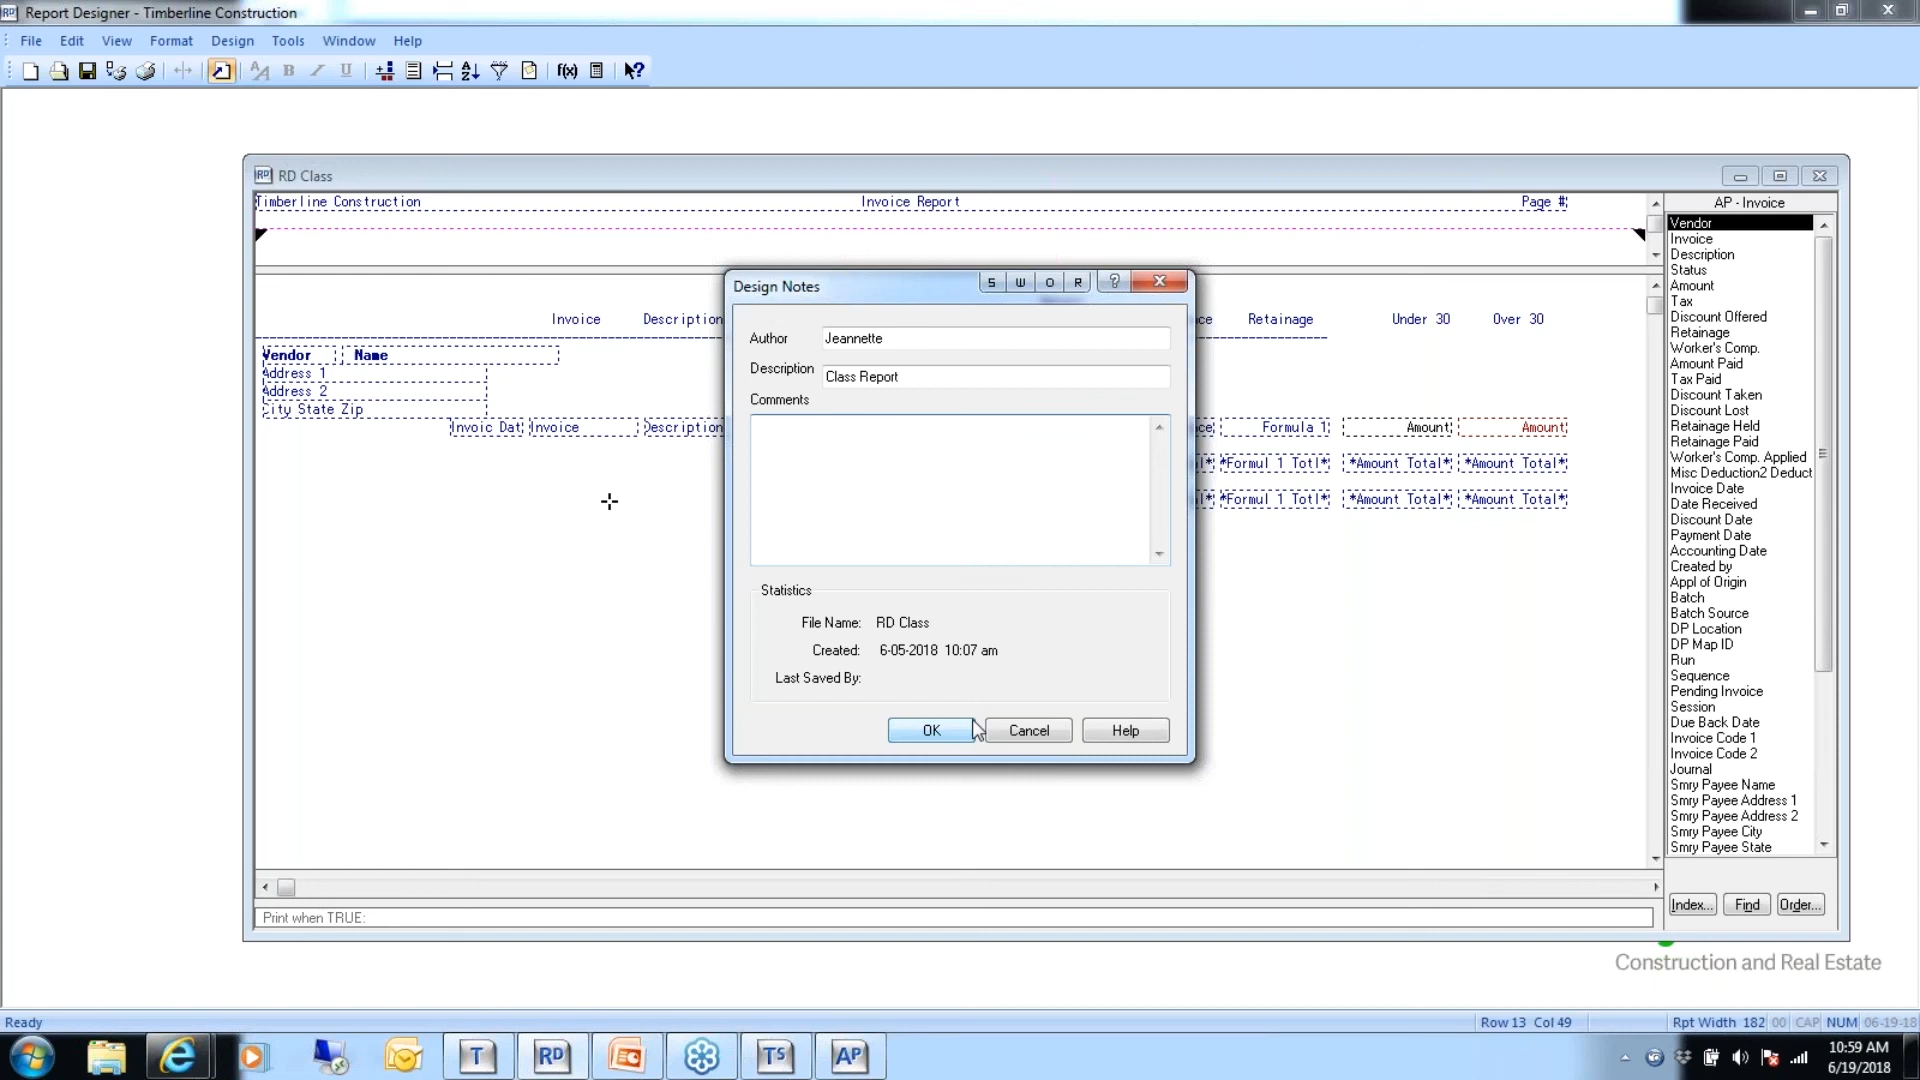 Report Designer - Timberline Construction
File Edit View Format Design Tools Window Help
RD Class
Timberline Construction Invoice Report Page #
AP - Invoice
Vendor
Invoice
Description
Status
Amount
Tax
Discount Offered
Retainage
Worker's Comp.
Amount Paid
Tax Paid
Discount Taken
Discount Lost
Retainage Held
Retainage Paid
Worker's Comp. Applied
Misc Deduction2 Deduct
Invoice Date
Date Received
Discount Date
Payment Date
Accounting Date
Created by
Appl of Origin
Batch
Batch Source
DP Location
DP Map ID
Run
Sequence
Pending Invoice
Session
Due Back Date
Invoice Code 1
Invoice Code 2
Journal
Smry Payee Name
Smry Payee Address 1
Smry Payee Address 2
Smry Payee City
Smry Payee State
Index... Find Order...
Invoice Description ce Retainage Under 30 Over 30
Vendor Name
Address 1
Address 2
City State Zip
Invoic Dat Invoice Description ce Formula 1 Amount Amount
l* *Formul 1 Totl* *Amount Total* *Amount Total*
l* *Formul 1 Totl* *Amount Total* *Amount Total*
Design Notes S W O R ?
Author Jeannette
Description Class Report
Comments
Statistics
File Name: RD Class
Created: 6-05-2018 10:07 am
Last Saved By:
OK Cancel Help
Print when TRUE:
Construction and Real Estate
Ready Row 13 Col 49 Rpt Width 182 00 CAP NUM 06-19-18
T RD TS AP
10:59 AM
6/19/2018